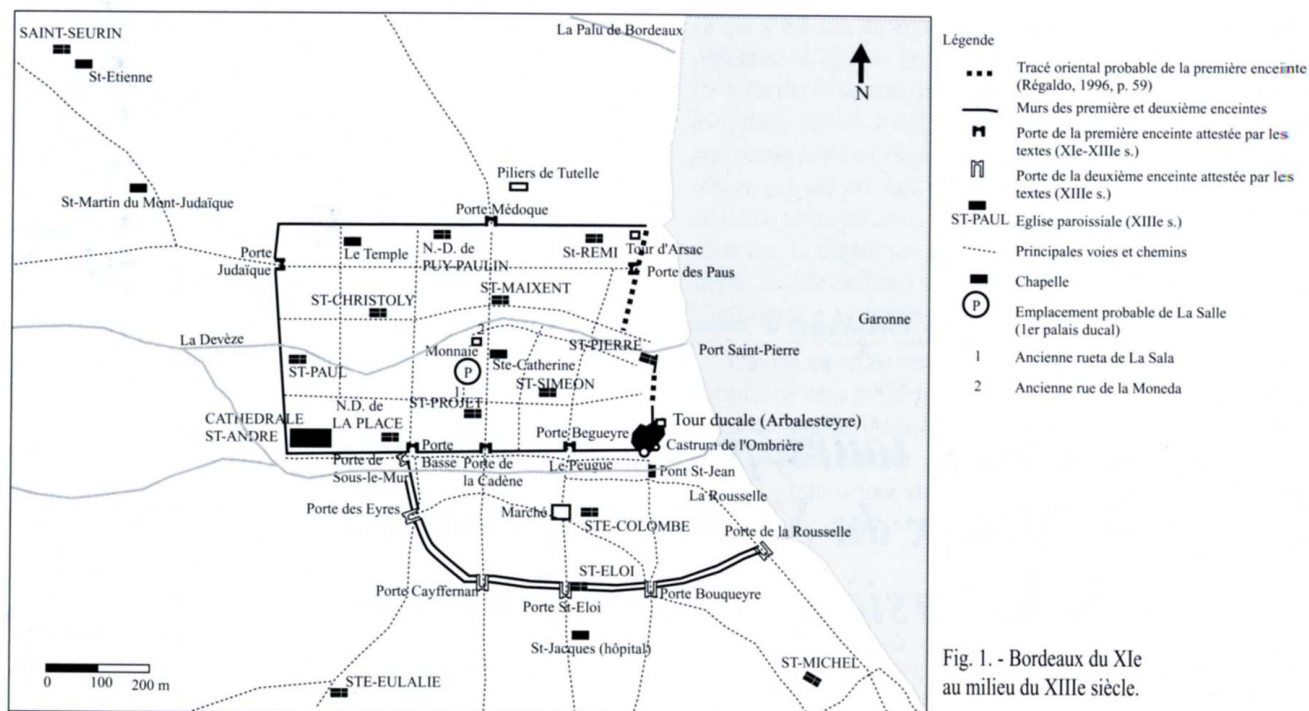 SAINT-SEURIN
St-Etienne
La Palu de Bordeaux
N
St-Martin du Mont-Judaïque
Piliers de Tutelle
Porte Médoque
Porte
Judaïque
Le Temple
N.-D. de
PUY-PAULIN
St-REMI
Tour d'Arsac
Porte des Paus
ST-CHRISTOLY
ST-MAIXENT
Garonne
La Devèze
2
Monnaie
P
Ste-Catherine
ST-PIERRE
Port Saint-Pierre
ST-PAUL
ST-SIMEON
1
ST-PROJET
CATHEDRALE
ST-ANDRE
N.D. de
LA PLACE
Tour ducale (Arbalesteyre)
Porte Begueyre
Castrum de l'Ombrière
Porte de
Sous-le-Mur
Porte
Basse
Porte de
la Cadène
Le Peugue
Pont St-Jean
La Rousselle
Porte des Eyres
Marché
STE-COLOMBE
Porte de la Rousselle
ST-ELOI
Porte Cayffernan
Porte St-Eloi
Porte Bouqueyre
St-Jacques (hôpital)
ST-MICHEL
STE-EULALIE
0 100 200 m
Légende
Tracé oriental probable de la première enceiinte
(Régaldo, 1996, p. 59)
Murs des première et deuxième enceintes
Porte de la première enceinte attestée par les
textes (XIe-XIIIe s.)
Porte de la deuxième enceinte attestée par les
textes (XIIIe s.)
ST-PAUL Eglise paroissiale (XIIIe s.)
Principales voies et chemins
Chapelle
P Emplacement probable de La Salle
(1er palais ducal)
1 Ancienne rueta de La Sala
2 Ancienne rue de la Moneda
Fig. 1. - Bordeaux du XIe
au milieu du XIIIe siècle.